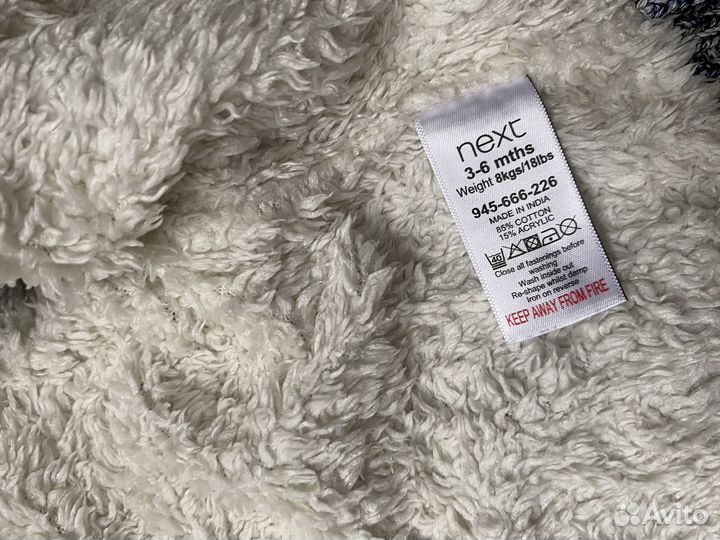 next
3-6 mths
Weight 8kgs/18lbs
945-666-226
MADE IN INDIA
85% COTTON
15% ACRYLIC
40
Close all fastenings before
washing
Wash inside out
Re-shape whilst damp
Iron on reverse
KEEP AWAY FROM FIRE
Avito